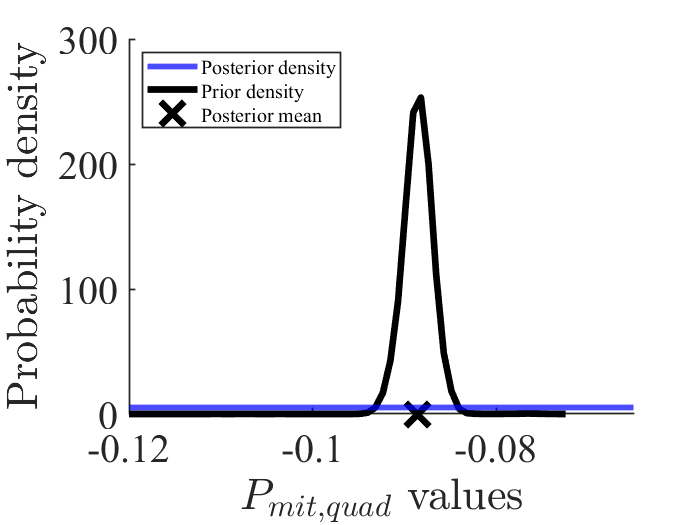 300
200
100
0
-0.12
-0.1
-0.08
Probability density
P_{mit,quad} values
Posterior density
Prior density
Posterior mean